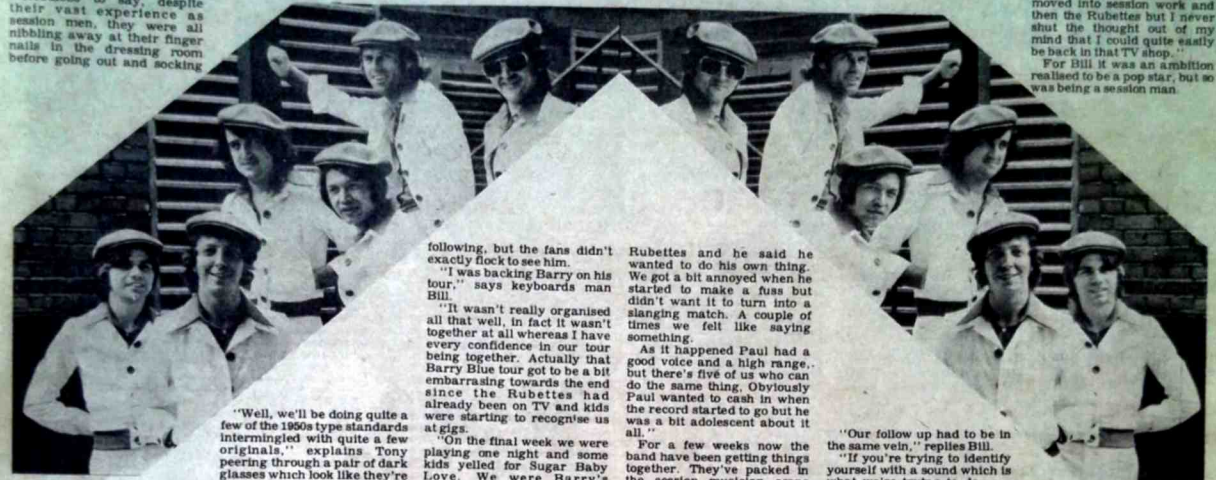 to say, despite
their vast experience as
session men, they were all
nibbling away at their finger
nails in the dressing room
before going out and socking
"Well, we'll be doing quite a
few of the 1950s type standards
intermingled with quite a few
originals," explains Tony
peering through a pair of dark
glasses which look like they're
following, but the fans didn't
exactly flock to see him.
"I was backing Barry on his
tour," says keyboards man
Bill.
"It wasn't really organised
all that well, in fact it wasn't
together at all whereas I have
every confidence in our tour
being together. Actually that
Barry Blue tour got to be a bit
embarrasing towards the end
since the Rubettes had
already been on TV and kids
were starting to recognise us
at gigs.
"On the final week we were
playing one night and some
kids yelled for Sugar Baby
Love. We were Barry's
Rubettes and he said he
wanted to do his own thing.
We got a bit annoyed when he
started to make a fuss but
didn't want it to turn into a
slanging match. A couple of
times we felt like saying
something.
As it happened Paul had a
good voice and a high range,
but there's five of us who can
do the same thing. Obviously
Paul wanted to cash in when
the record started to go but he
was a bit adolescent about it
all."
For a few weeks now the
band have been getting things
together. They've packed in
the session musician
"Our follow up had to be in
the same vein," replies Bill.
"If you're trying to identify
yourself with a sound which is
moved into session work and
then the Rubettes but I never
shut the thought out of my
mind that I could quite easily
be back in that TV shop."
For Bill it was an ambition
realised to be a pop star, but so
was being a session man.